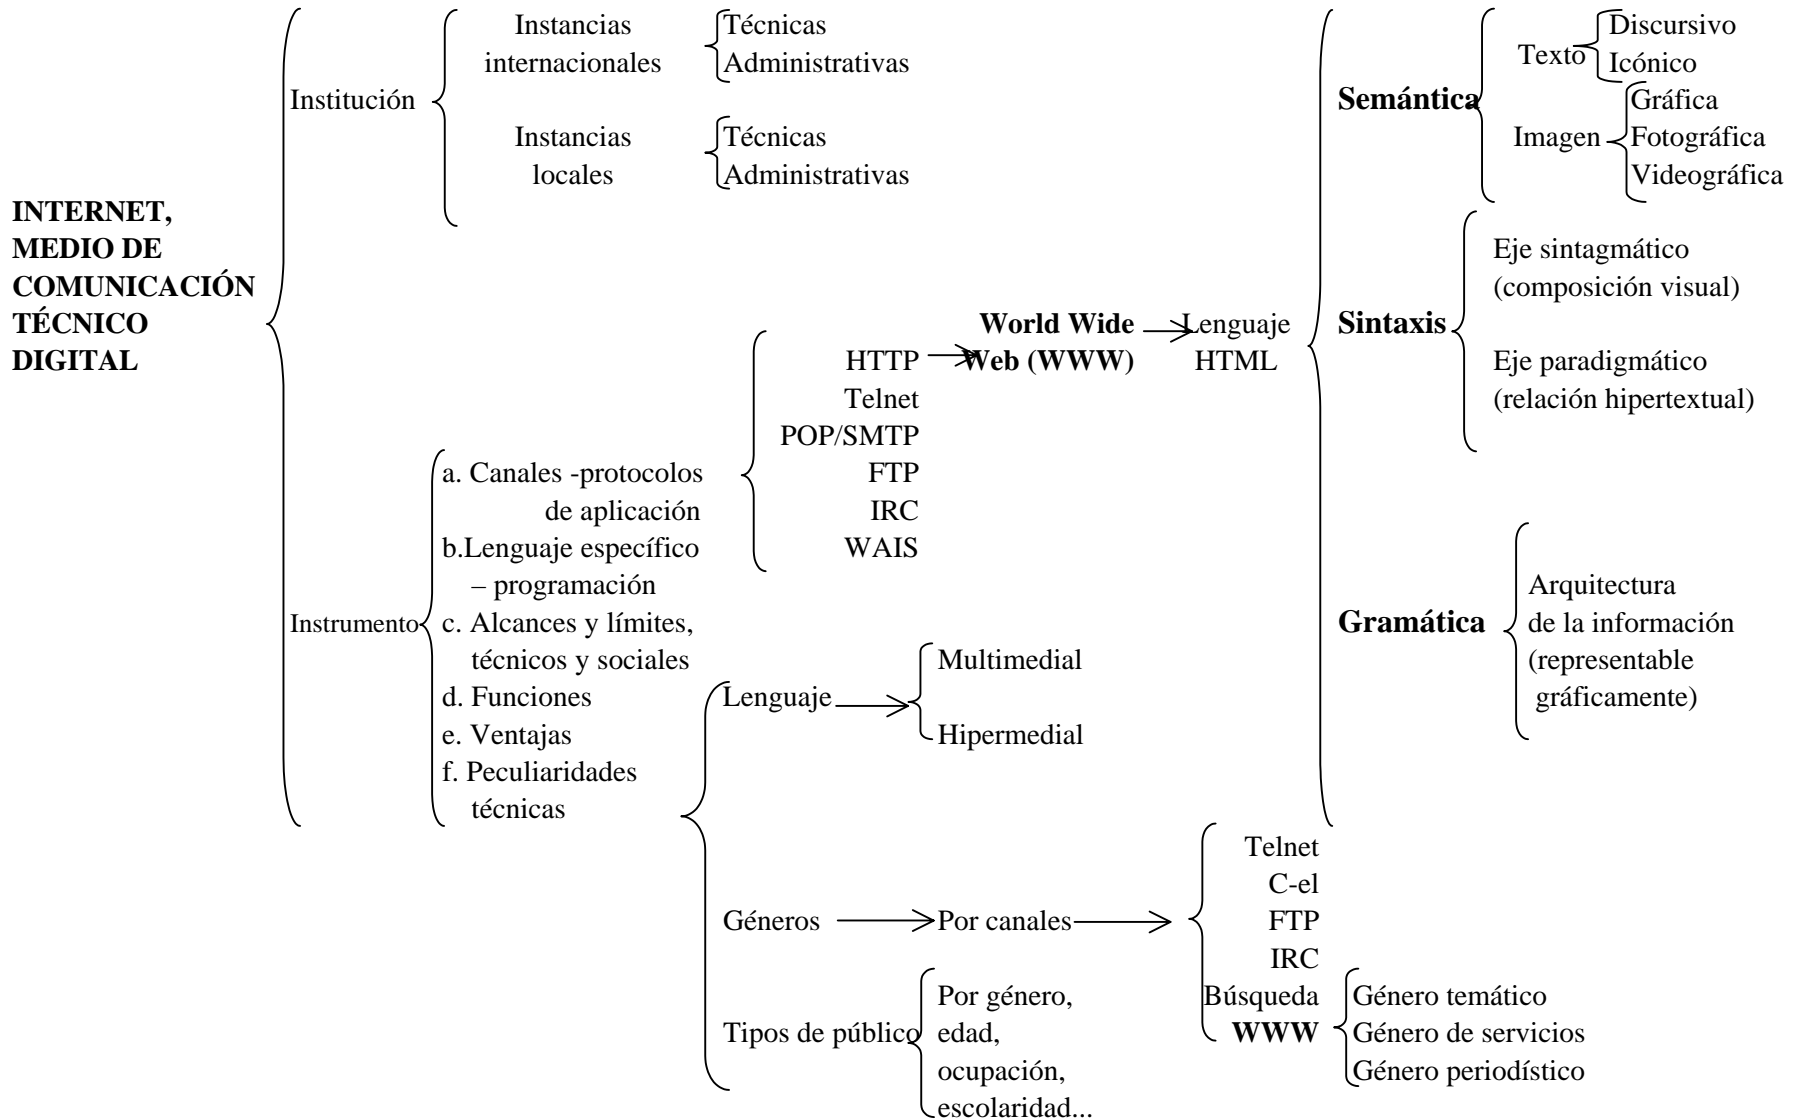 INTERNET,
MEDIO DE
COMUNICACIÓN
TÉCNICO
DIGITAL
Institución
Instancias
internacionales
Técnicas
Administrativas
Instancias
locales
Técnicas
Administrativas
Instrumento
a. Canales -protocolos
de aplicación
b.Lenguaje específico
– programación
c. Alcances y límites,
técnicos y sociales
d. Funciones
e. Ventajas
f. Peculiaridades
técnicas
HTTP
Telnet
POP/SMTP
FTP
IRC
WAIS
World Wide
Web (WWW)
Lenguaje
HTML
Semántica
Texto
Discursivo
Icónico
Imagen
Gráfica
Fotográfica
Videográfica
Sintaxis
Eje sintagmático
(composición visual)
Eje paradigmático
(relación hipertextual)
Gramática
Arquitectura
de la información
(representable
gráficamente)
Lenguaje
Multimedial
Hipermedial
Géneros
Por canales
Telnet
C-el
FTP
IRC
Búsqueda
WWW
Género temático
Género de servicios
Género periodístico
Tipos de público
Por género,
edad,
ocupación,
escolaridad...